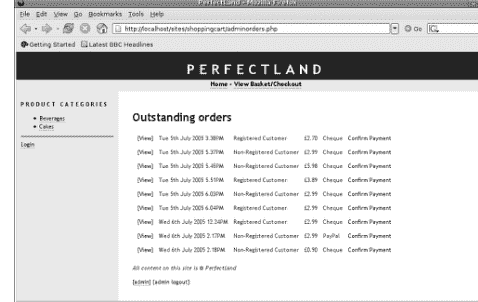 PerfectLand - Mozilla Firefox
File Edit View Go Bookmarks Tools Help
http://localhost/sites/shoppingcart/adminorders.php Go
Getting Started Latest BBC Headlines
PERFECTLAND
Home - View Basket/Checkout
PRODUCT CATEGORIES
Beverages
Cakes
Login
Outstanding orders
[View] Tue 5th July 2005 3.38PM Registered Customer £2.70 Cheque Confirm Payment
[View] Tue 5th July 2005 5.37PM Non-Registered Customer £2.99 Cheque Confirm Payment
[View] Tue 5th July 2005 5.45PM Non-Registered Customer £5.98 Cheque Confirm Payment
[View] Tue 5th July 2005 5.51PM Registered Customer £3.89 Cheque Confirm Payment
[View] Tue 5th July 2005 6.03PM Non-Registered Customer £2.99 Cheque Confirm Payment
[View] Tue 5th July 2005 6.04PM Registered Customer £2.99 Cheque Confirm Payment
[View] Wed 6th July 2005 12.24PM Registered Customer £2.99 Cheque Confirm Payment
[View] Wed 6th July 2005 2.17PM Non-Registered Customer £2.99 PayPal Confirm Payment
[View] Wed 6th July 2005 2.18PM Non-Registered Customer £0.90 Cheque Confirm Payment
All content on this site is © Perfectland
[admin] [admin logout]